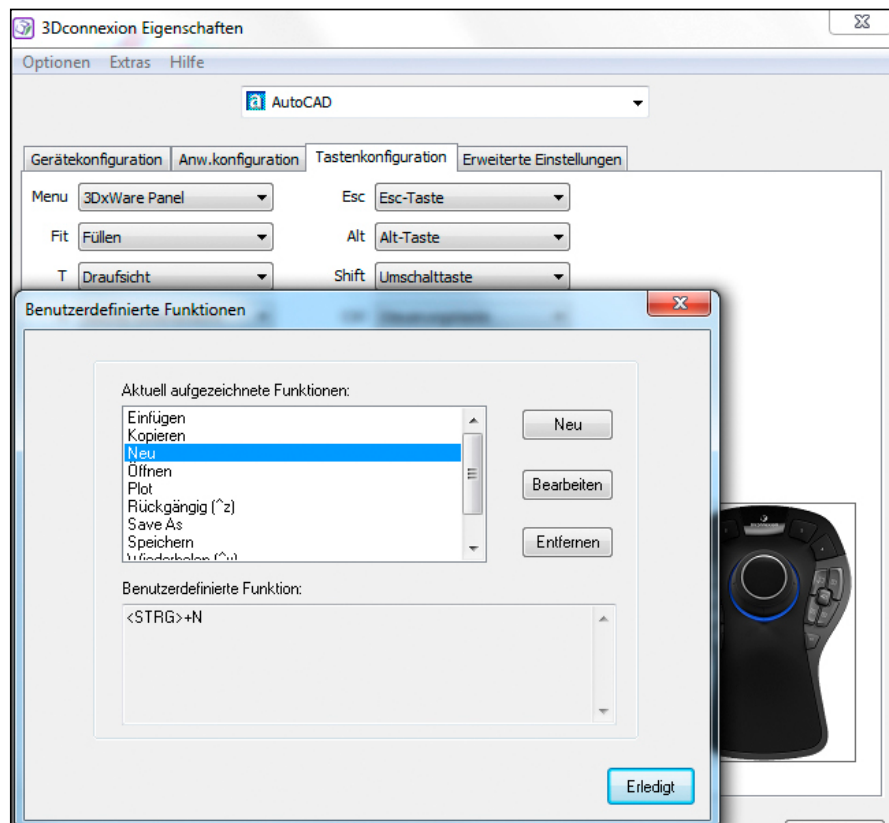 3Dconnexion Eigenschaften
Optionen Extras Hilfe
AutoCAD
Gerätekonfiguration Anw.konfiguration Tastenkonfiguration Erweiterte Einstellungen
Menu 3DxWare Panel Esc Esc-Taste
Fit Füllen Alt Alt-Taste
T Draufsicht Shift Umschalttaste
Benutzerdefinierte Funktionen
Aktuell aufgezeichnete Funktionen:
Einfügen
Kopieren
Neu
Öffnen
Plot
Rückgängig (^z)
Save As
Speichern
Neu
Bearbeiten
Entfernen
Benutzerdefinierte Funktion:
<STRG>+N
Erledigt